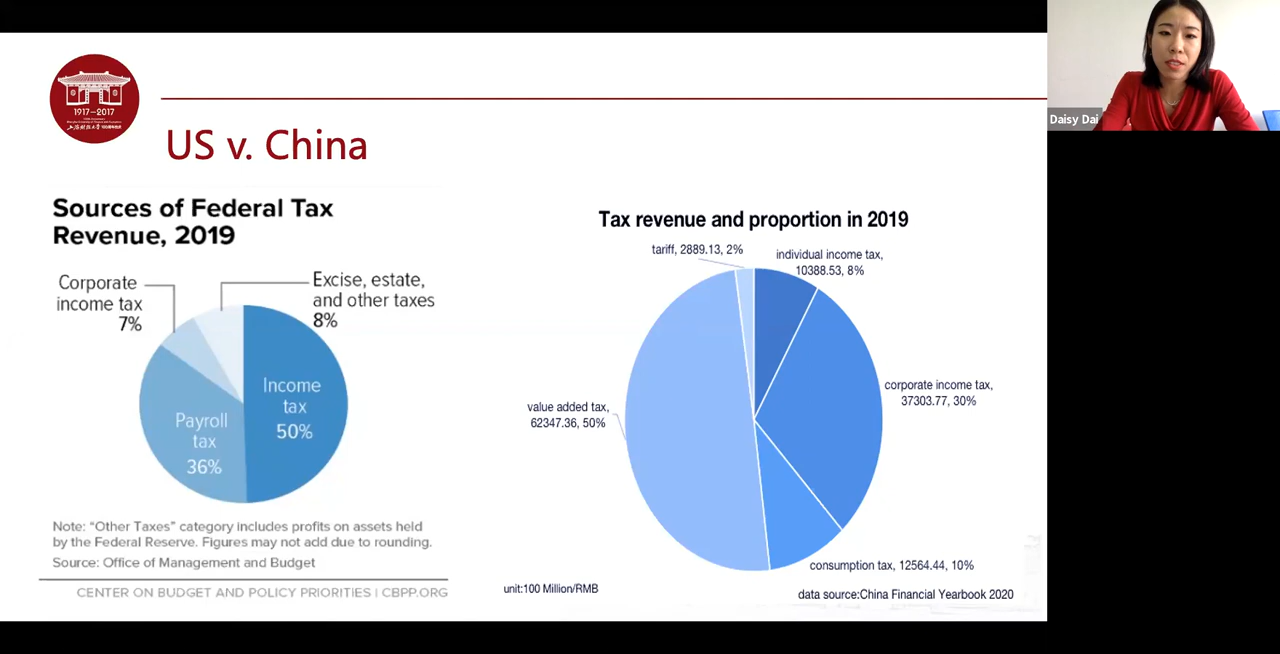 1917-2017
US v. China
Sources of Federal Tax
Revenue, 2019
Corporate
income tax
7%
Excise, estate,
and other taxes
8%
Income
tax
50%
Payroll
tax
36%
Note: “Other Taxes” category includes profits on assets held
by the Federal Reserve. Figures may not add due to rounding.
Source: Office of Management and Budget
CENTER ON BUDGET AND POLICY PRIORITIES | CBPP.ORG
Tax revenue and proportion in 2019
tariff, 2889.13, 2%
individual income tax,
10388.53, 8%
corporate income tax,
37303.77, 30%
value added tax,
62347.36, 50%
consumption tax, 12564.44, 10%
unit:100 Million/RMB
data source:China Financial Yearbook 2020
Daisy Dai